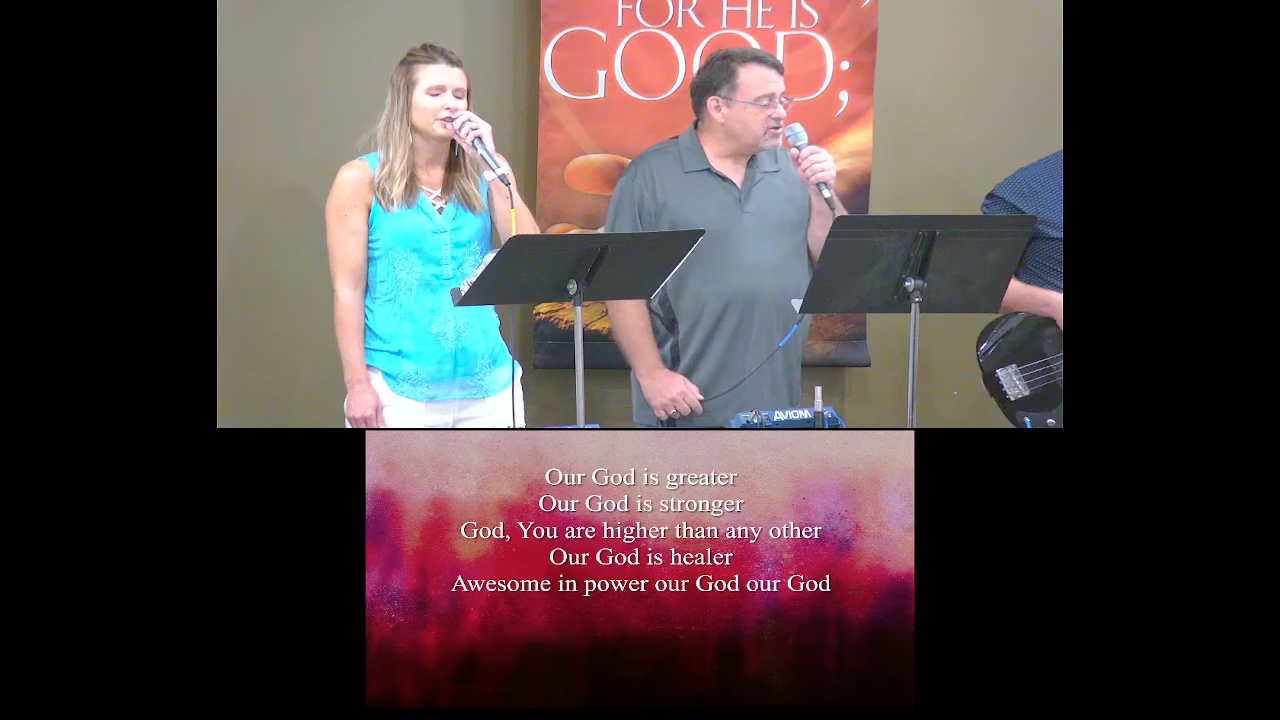 FOR HE IS
GOOD;
AVIOM
Our God is greater
Our God is stronger
God, You are higher than any other
Our God is healer
Awesome in power our God our God